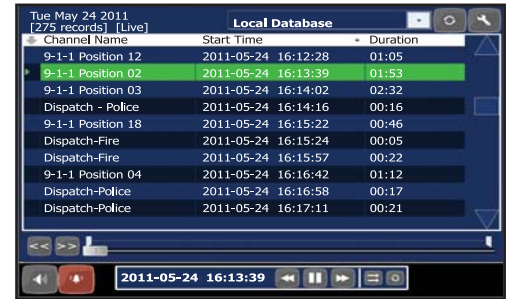 Tue May 24 2011
[275 records] [Live]
Local Database
Channel Name Start Time Duration
9-1-1 Position 12 2011-05-24 16:12:28 01:05
9-1-1 Position 02 2011-05-24 16:13:39 01:53
9-1-1 Position 03 2011-05-24 16:14:02 02:32
Dispatch - Police 2011-05-24 16:14:16 00:16
9-1-1 Position 18 2011-05-24 16:15:22 00:46
Dispatch-Fire 2011-05-24 16:15:24 00:05
Dispatch-Fire 2011-05-24 16:15:57 00:22
9-1-1 Position 04 2011-05-24 16:16:42 01:12
Dispatch-Police 2011-05-24 16:16:58 00:17
Dispatch-Police 2011-05-24 16:17:11 00:21
<< >>
2011-05-24 16:13:39